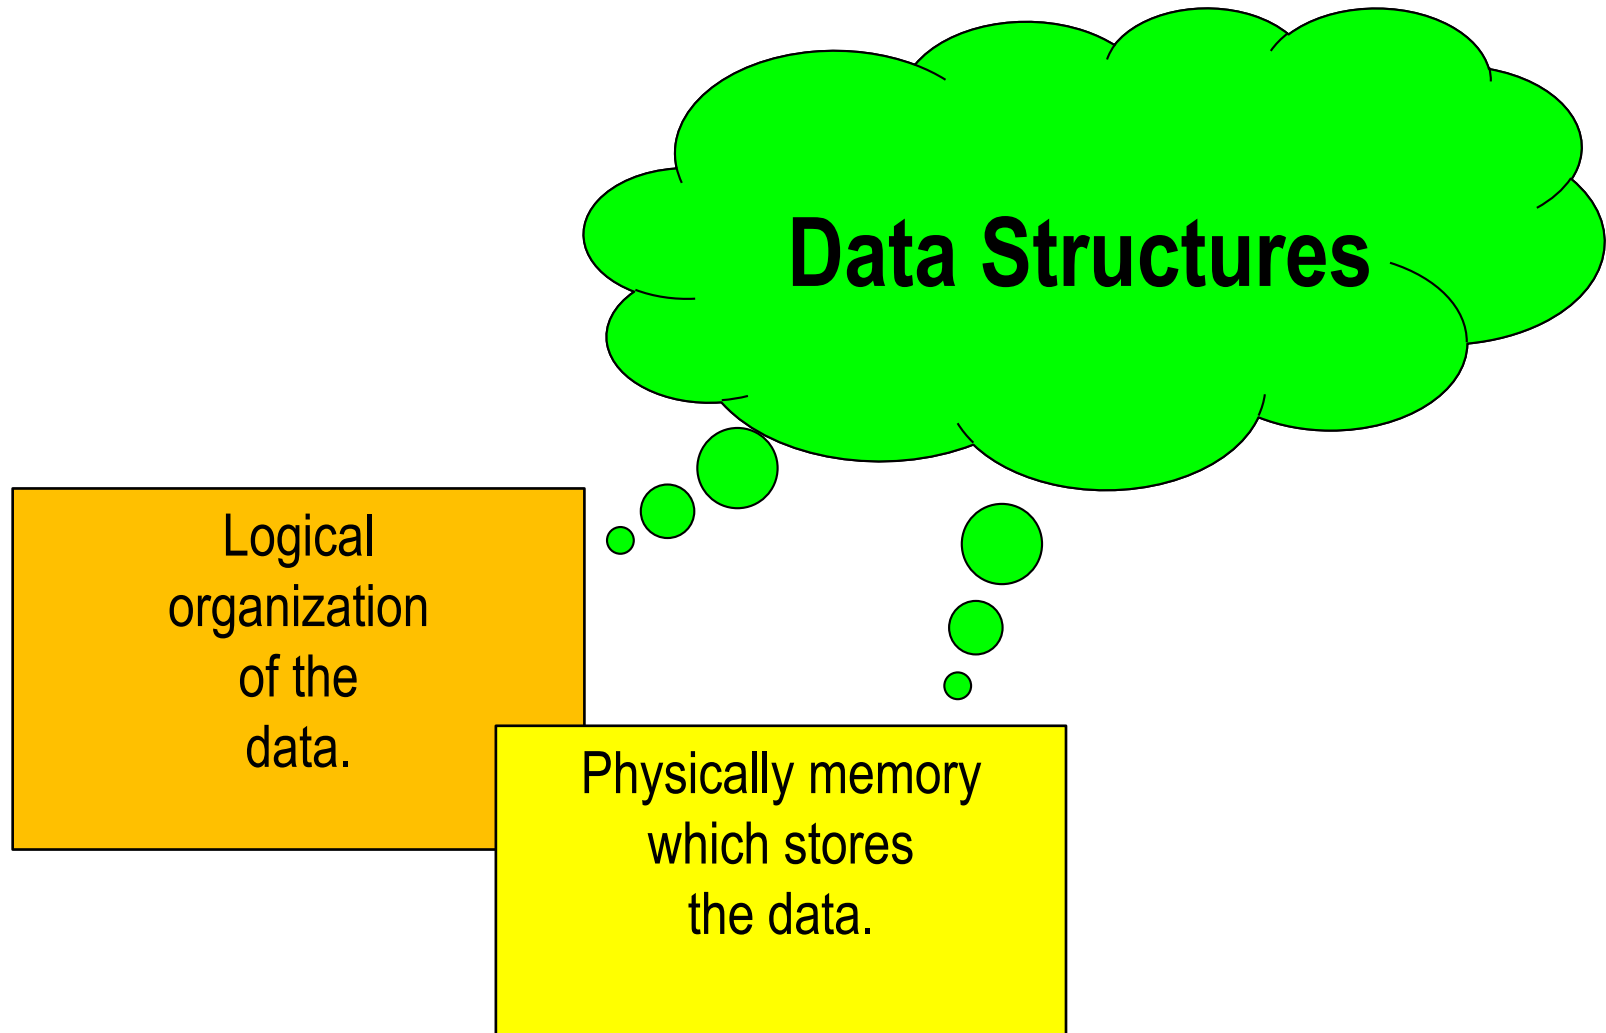 Data Structures
Logical
organization
of the
data.
Physically memory
which stores
the data.